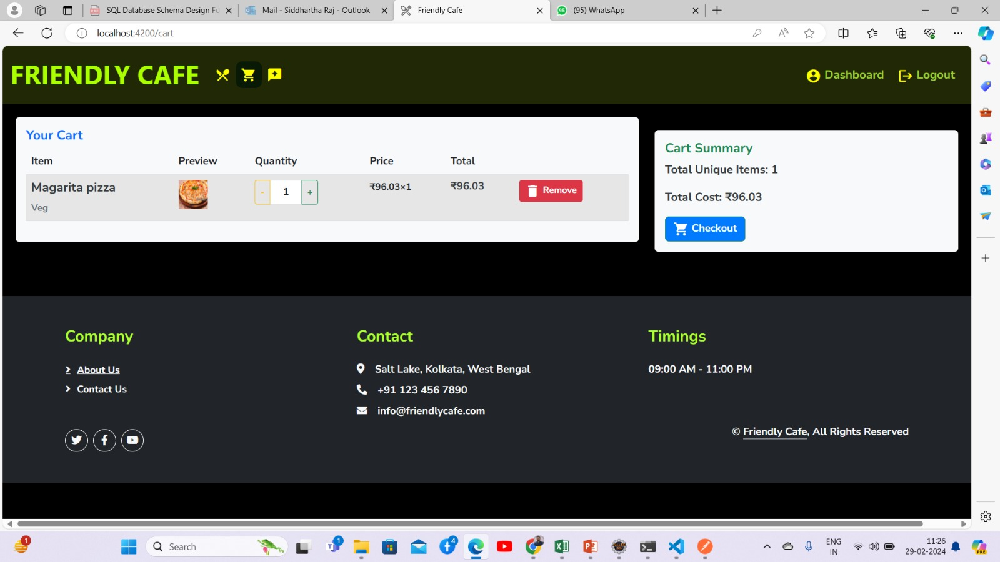 SQL Database Schema Design Fo
Mail - Siddhartha Raj - Outlook
Friendly Cafe
(95) WhatsApp
localhost:4200/cart
FRIENDLY CAFE
Dashboard
Logout
Your Cart
Item Preview Quantity Price Total
Magarita pizza
Veg
- 1 +
₹96.03×1
₹96.03
Remove
Cart Summary
Total Unique Items: 1
Total Cost: ₹96.03
Checkout
Company
About Us
Contact Us
Contact
Salt Lake, Kolkata, West Bengal
+91 123 456 7890
info@friendlycafe.com
Timings
09:00 AM - 11:00 PM
© Friendly Cafe, All Rights Reserved
1
Search
1
4
ENG
IN
11:26
29-02-2024
PRE